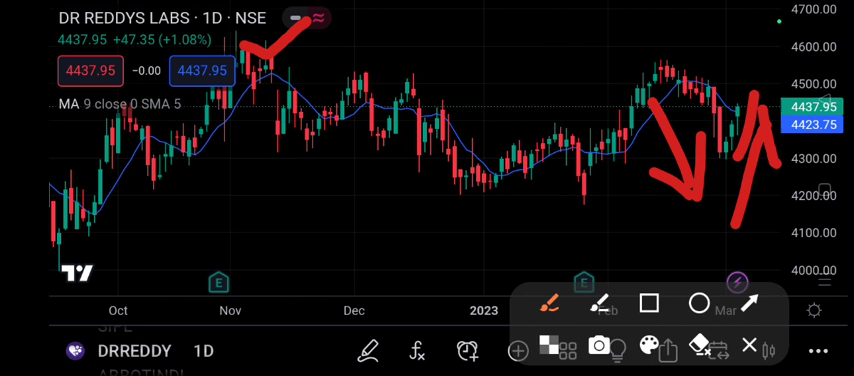 DR REDDYS LABS · 1D · NSE
4437.95 +47.35 (+1.08%)
4437.95 −0.00 4437.95
MA 9 close 0 SMA 5
4700.00
4600.00
4500.00
4437.95
4423.75
4300.00
4200.00
4100.00
4000.00
E E
Oct Nov Dec 2023 Feb Mar
DRREDDY 1D